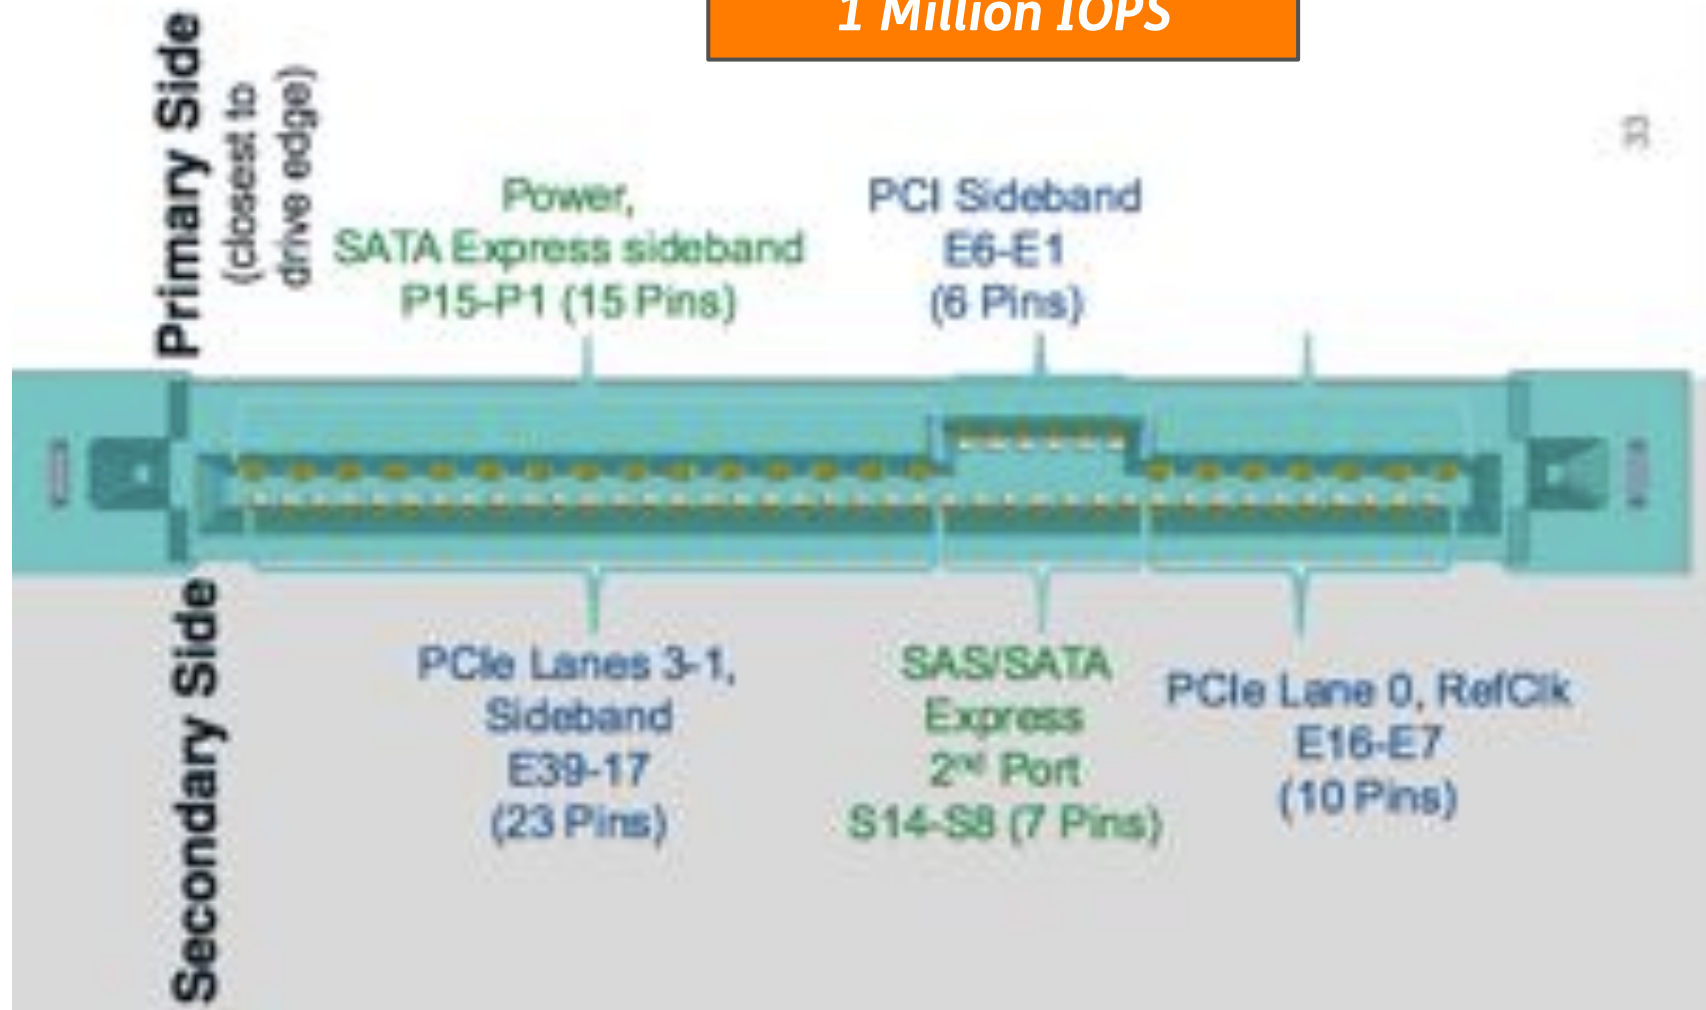 1 Million IOPS
Primary Side
(closest to
drive edge)
33
Power,
SATA Express sideband
P15-P1 (15 Pins)
PCI Sideband
E6-E1
(6 Pins)
Secondary Side
PCIe Lanes 3-1,
Sideband
E39-17
(23 Pins)
SAS/SATA
Express
2nd Port
S14-S8 (7 Pins)
PCIe Lane 0, RefClk
E16-E7
(10 Pins)